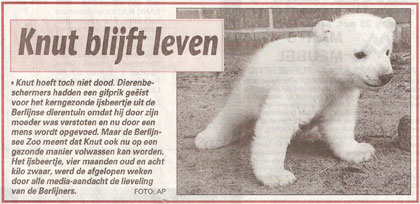 Knut blijft leven
• Knut hoeft toch niet dood. Dierenbe-
schermers hadden een gifprik geëist
voor het kerngezonde ijsbeertje uit de
Berlijnse dierentuin omdat hij door zijn
moeder was verstoten en nu door een
mens wordt opgevoed. Maar de Berlijn-
see Zoo meent dat Knut ook nu op een
gezonde manier volwassen kan worden.
Het ijsbeertje, vier maanden oud en acht
kilo zwaar, werd de afgelopen weken
door alle media-aandacht de lieveling
van de Berlijners.
FOTO: AP